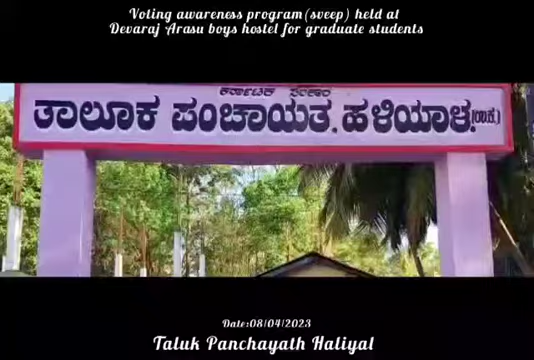 Voting awareness program(sveep) held at
Devaraj Arasu boys hostel for graduate students
ಕರ್ನಾಟಕ ಸರಕಾರ
ತಾಲೂಕ ಪಂಚಾಯತ. ಹಳಿಯಾಳ.(ಉ.ಕ.)
Date:08/04/2023
Taluk Panchayath Haliyal